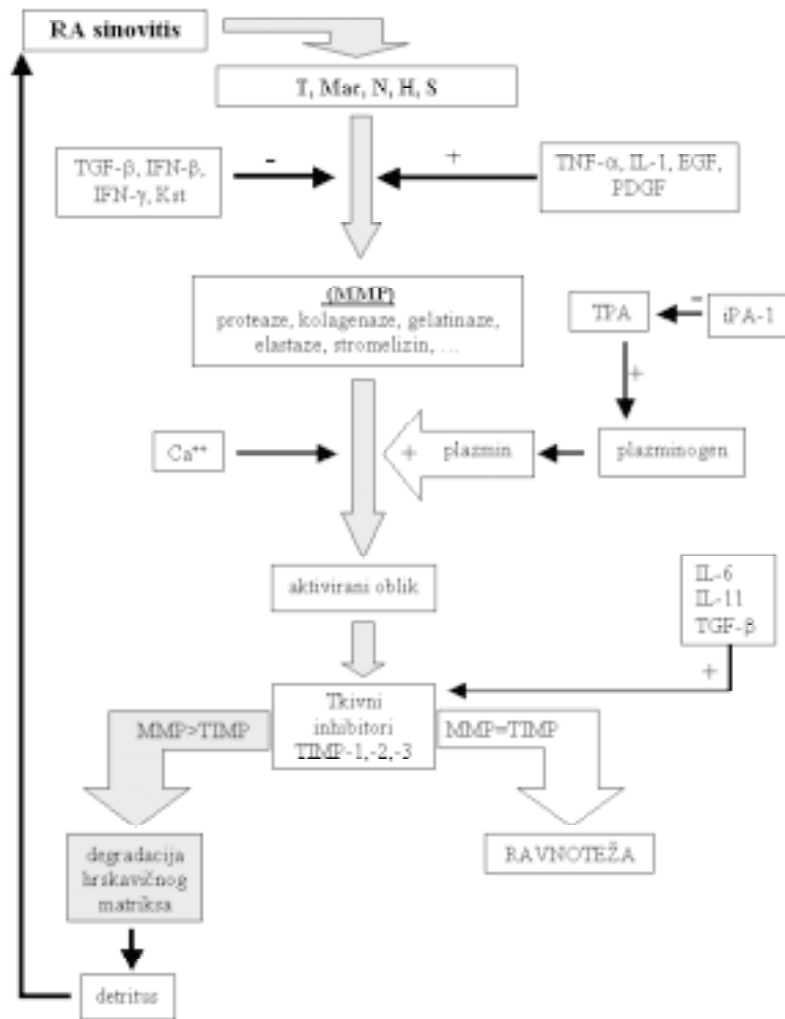 RA sinovitis
T, Mac, N, H, S
TGF-β, IFN-β,
IFN-γ, Kst
-
+
TNF-α, IL-1, EGF,
PDGF
(MMP)
proteaze, kolagenaze, gelatinaze,
elastaze, stromelizin, ...
TPA
-
iPA-1
+
Ca⁺⁺
+
plazmin
plazminogen
aktivirani oblik
IL-6
IL-11
TGF-β
+
Tkivni
inhibitori
TIMP-1,-2,-3
MMP>TIMP
MMP=TIMP
degradacija
hrskavičnog
matriksa
RAVNOTEŽA
detritus